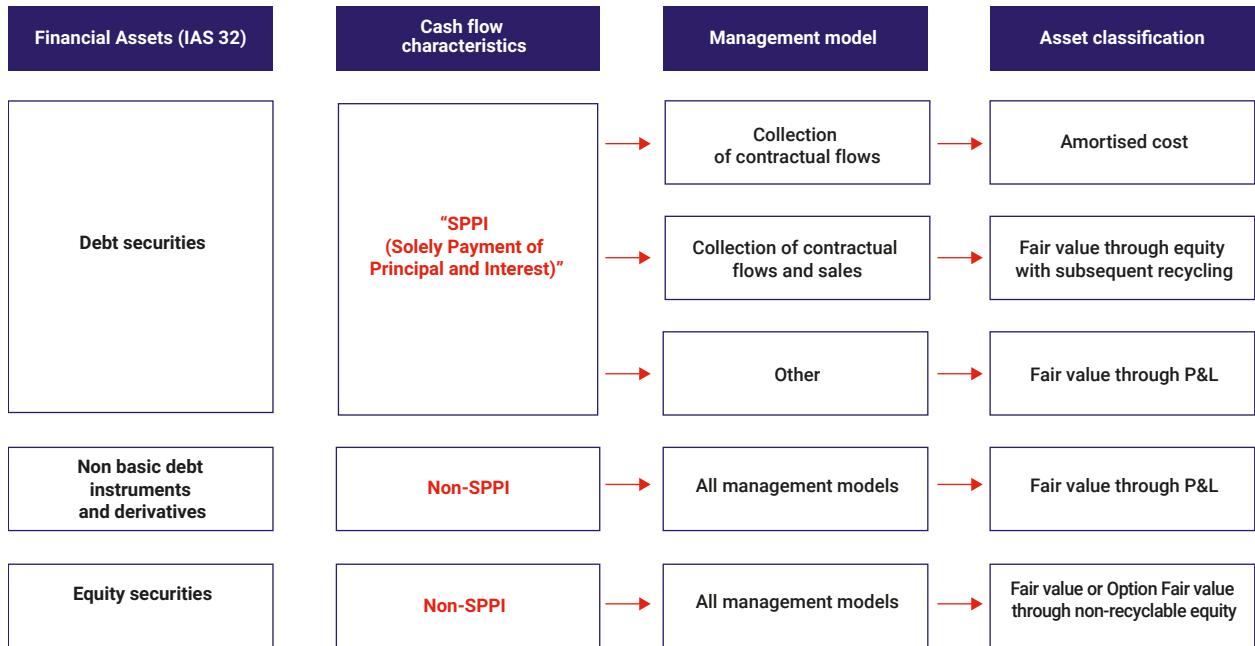 Financial Assets (IAS 32)
Cash flow
characteristics
Management model
Asset classification
Debt securities
“SPPI
(Solely Payment of
Principal and Interest)”
Collection
of contractual flows
Amortised cost
Collection of contractual
flows and sales
Fair value through equity
with subsequent recycling
Other
Fair value through P&L
Non basic debt
instruments
and derivatives
Non-SPPI
All management models
Fair value through P&L
Equity securities
Non-SPPI
All management models
Fair value or Option Fair value
through non-recyclable equity